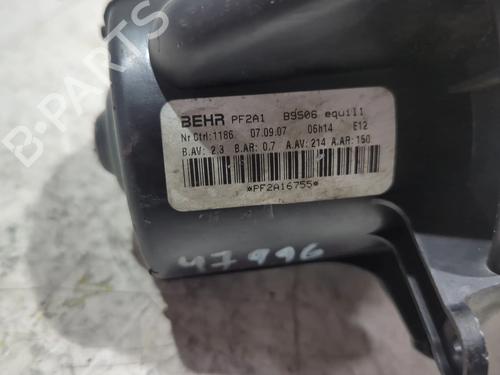 BEHR PF2A1 B9506 equili
Nr Ctrl:1186 07.09.07 06h14 E12
B.AV: 2.3 B.AR: 0.7 A.AV: 214 A.AR: 150
*PF2A16755*
47996
B-PARTS